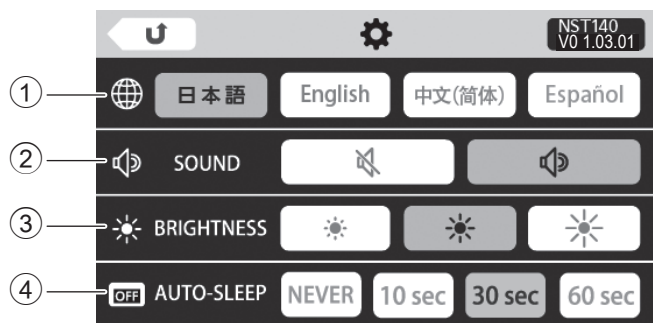 NST140
V0 1.03.01
① 日本語 English 中文(简体) Español
② SOUND
③ BRIGHTNESS
④ OFF AUTO-SLEEP NEVER 10 sec 30 sec 60 sec